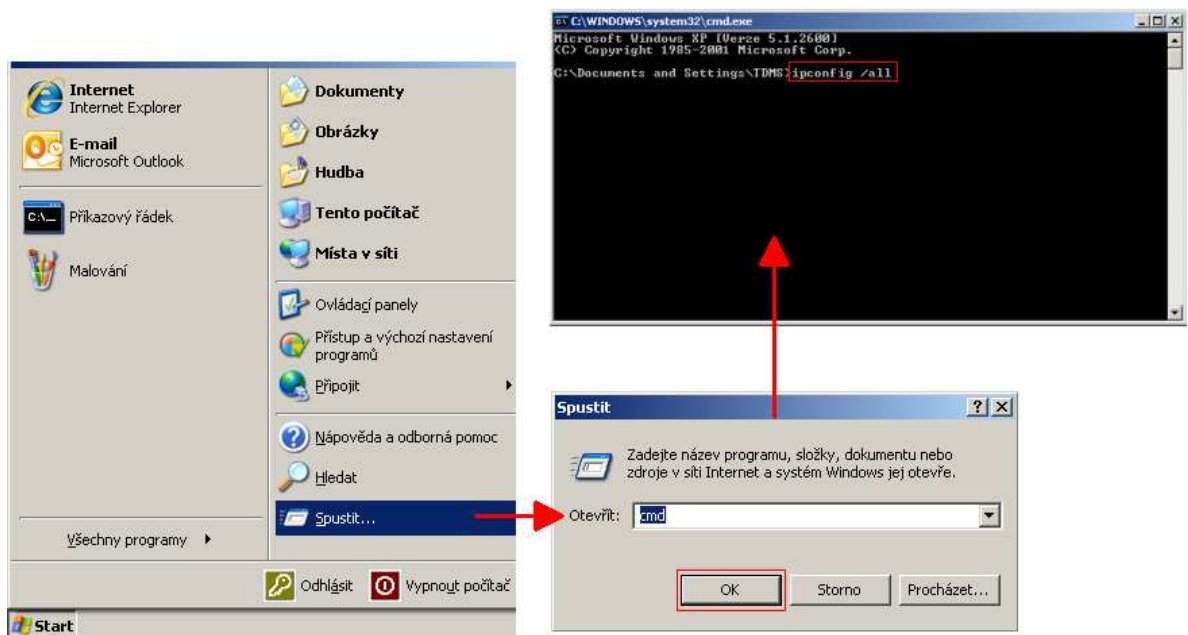 Internet
Internet Explorer
E-mail
Microsoft Outlook
C:\_
Příkazový řádek
Malování
Všechny programy
Dokumenty
Obrázky
Hudba
Tento počítač
Místa v síti
Ovládací panely
Přístup a výchozí nastavení
programů
Připojit
Nápověda a odborná pomoc
Hledat
Spustit...
Odhlásit
Vypnout počítač
Start
C:\WINDOWS\system32\cmd.exe
Microsoft Windows XP [Verze 5.1.2600]
(C) Copyright 1985-2001 Microsoft Corp.
C:\Documents and Settings\TDMS>ipconfig /all
Spustit
Zadejte název programu, složky, dokumentu nebo
zdroje v síti Internet a systém Windows jej otevře.
Otevřít: cmd
OK Storno Procházet...